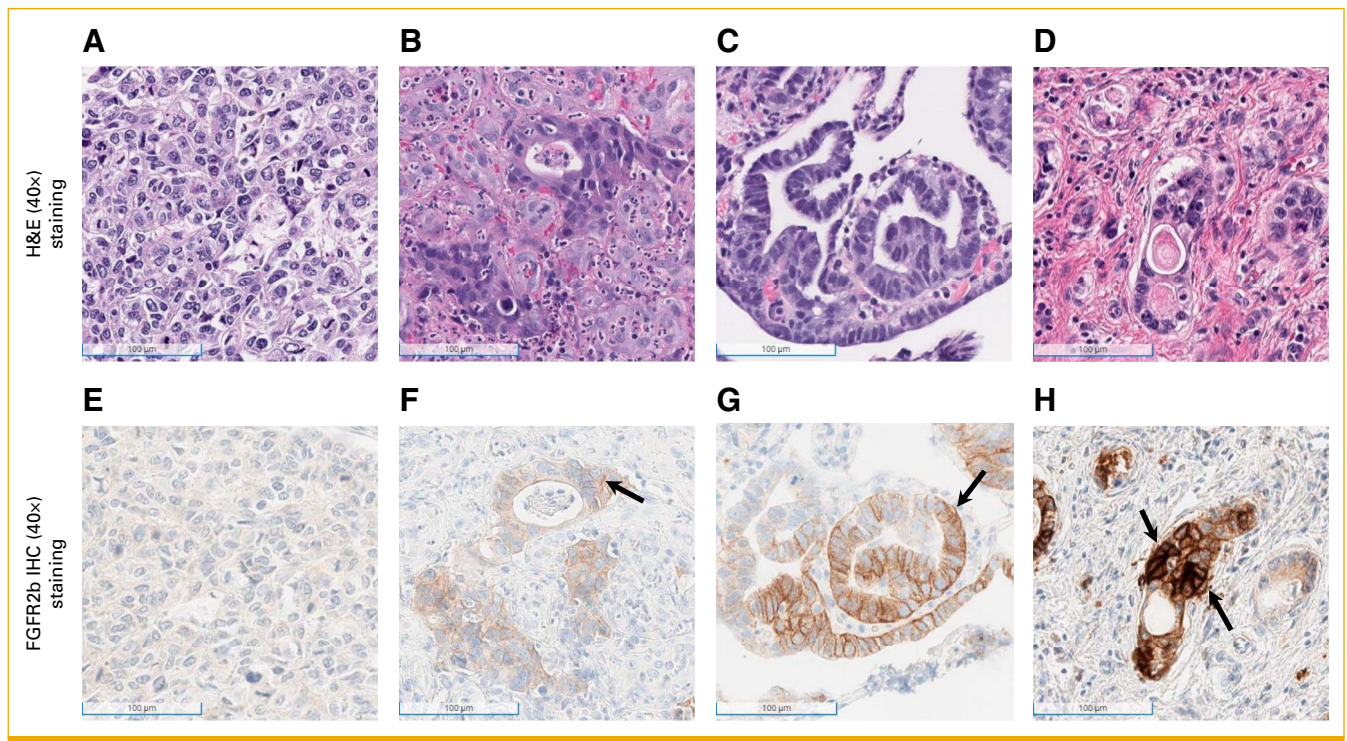 A
B
C
D
H&E (40×)
staining
100 µm
100 µm
100 µm
100 µm
E
F
G
H
FGFR2b IHC (40×)
staining
100 µm
100 µm
100 µm
100 µm